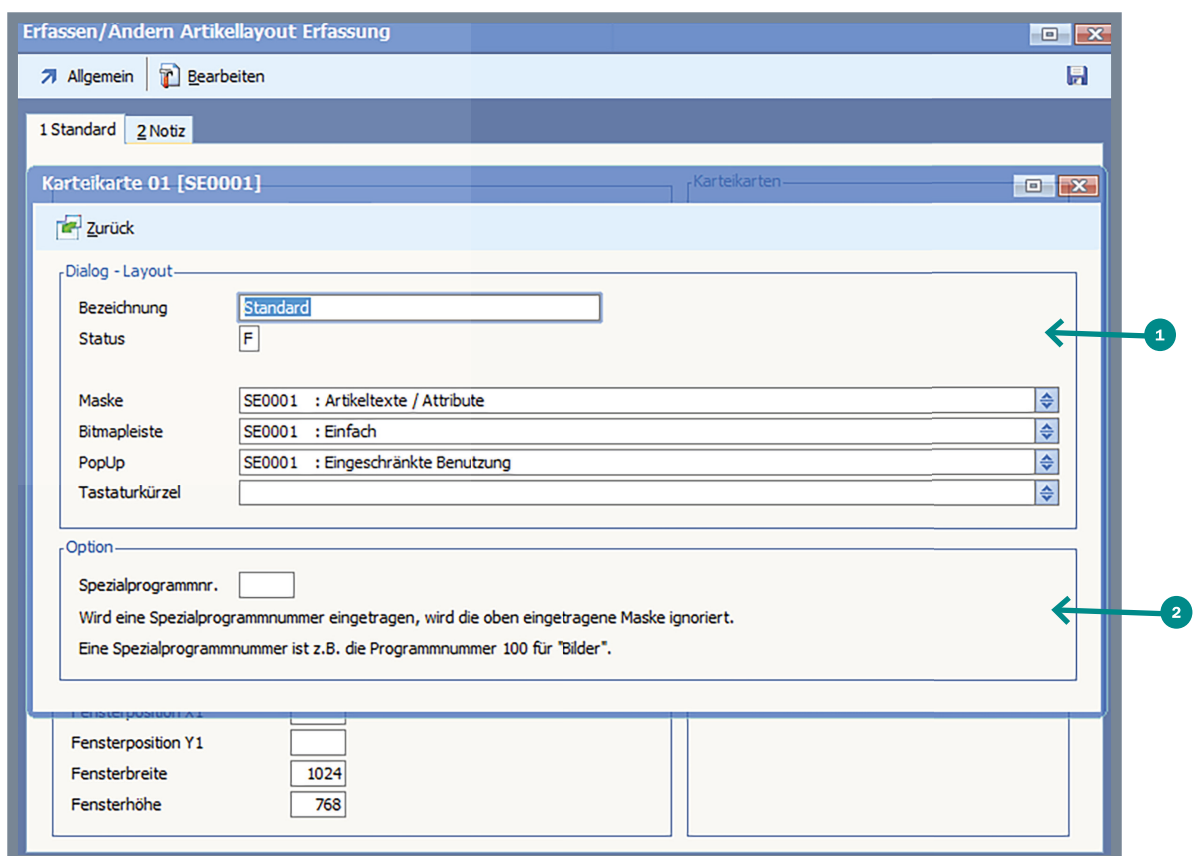 Erfassen/Ändern Artikellayout Erfassung
Allgemein Bearbeiten
1 Standard 2 Notiz
Karteikarte 01 [SE0001] Karteikarten
Zurück
Dialog - Layout
Bezeichnung Standard
Status F
1
Maske SE0001 : Artikeltexte / Attribute
Bitmapleiste SE0001 : Einfach
PopUp SE0001 : Eingeschränkte Benutzung
Tastaturkürzel
Option
Spezialprogrammnr.
Wird eine Spezialprogrammnummer eingetragen, wird die oben eingetragene Maske ignoriert.
2
Eine Spezialprogrammnummer ist z.B. die Programmnummer 100 für "Bilder".
Fensterposition X1
Fensterposition Y1
Fensterbreite 1024
Fensterhöhe 768